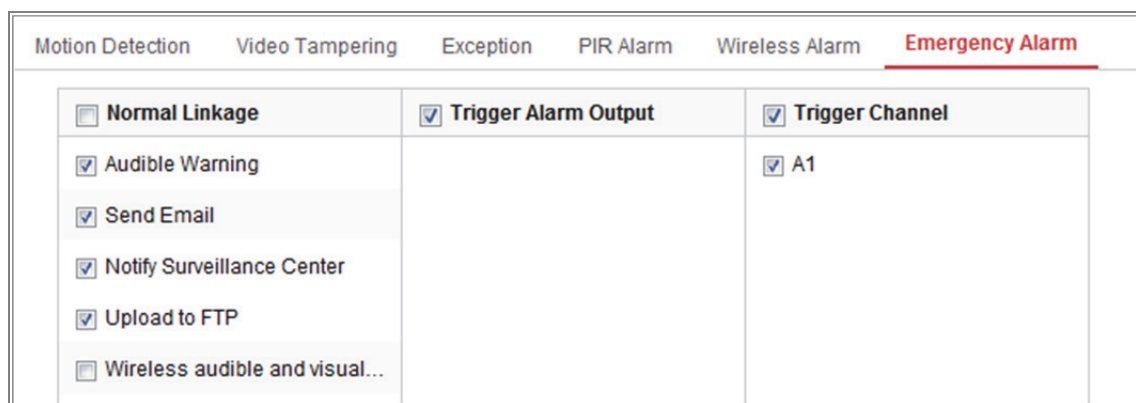 Motion Detection Video Tampering Exception PIR Alarm Wireless Alarm Emergency Alarm
Normal Linkage Trigger Alarm Output Trigger Channel
Audible Warning A1
Send Email
Notify Surveillance Center
Upload to FTP
Wireless audible and visual...